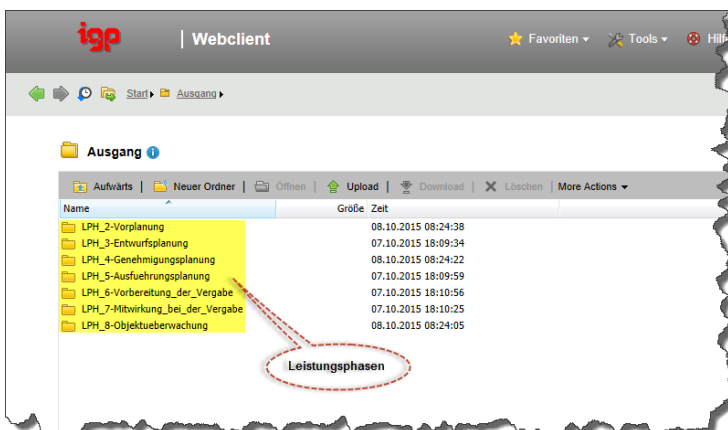 igp | Webclient Favoriten Tools
Start Ausgang
Ausgang
Aufwärts | Neuer Ordner | Öffnen | Upload | Download | Löschen | More Actions
Name Größe Zeit
LPH_2-Vorplanung 08.10.2015 08:24:38
LPH_3-Entwurfsplanung 07.10.2015 18:09:34
LPH_4-Genehmigungsplanung 08.10.2015 08:24:22
LPH_5-Ausfuehrungsplanung 07.10.2015 18:09:59
LPH_6-Vorbereitung_der_Vergabe 07.10.2015 18:10:56
LPH_7-Mitwirkung_bei_der_Vergabe 07.10.2015 18:10:25
LPH_8-Objektueberwachung 08.10.2015 08:24:05
Leistungsphasen